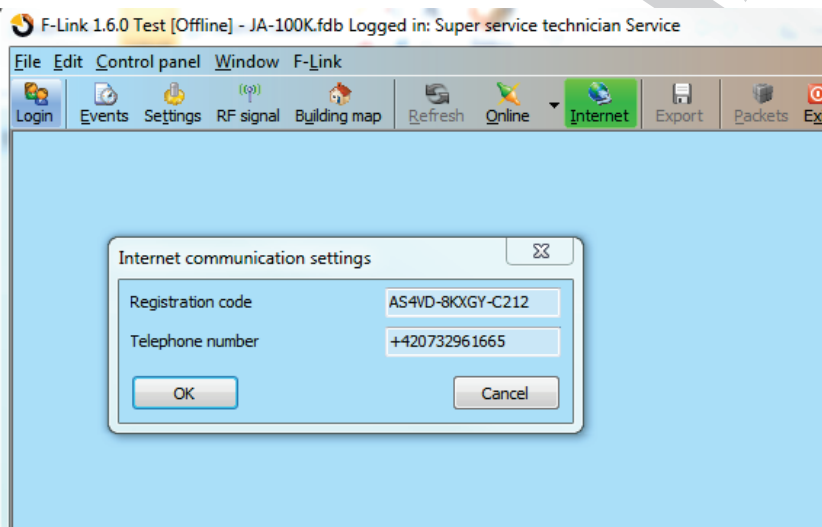 F-Link 1.6.0 Test [Offline] - JA-100K.fdb Logged in: Super service technician Service
File Edit Control panel Window F-Link
Login Events Settings RF signal Building map Refresh Online Internet Export Packets
Internet communication settings
Registration code AS4VD-8KXGY-C212
Telephone number +420732961665
OK Cancel